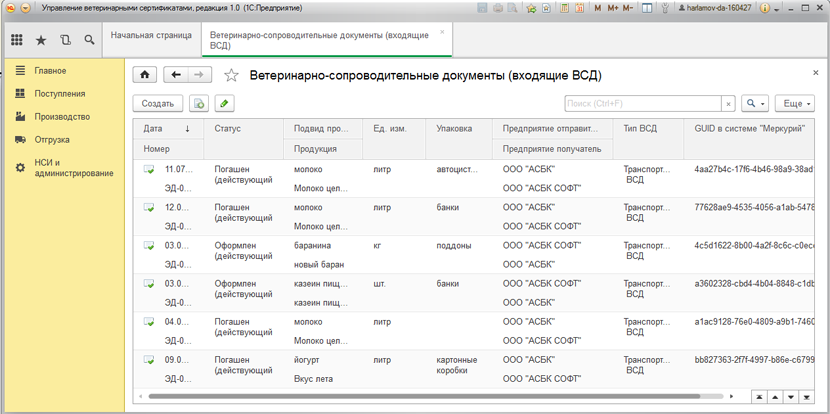 Управление ветеринарными сертификатами, редакция 1.0 (1С:Предприятие)
M M+ M-
harlamov-da-160427
Начальная страница
Ветеринарно-сопроводительные документы (входящие
ВСД)
Главное
Поступления
Производство
Отгрузка
НСИ и
администрирование
Ветеринарно-сопроводительные документы (входящие ВСД)
Создать
Поиск (Ctrl+F)
Еще
Дата Статус Подвид про... Ед. изм. Упаковка Предприятие отправит... Тип ВСД GUID в системе "Меркурий"
Номер Продукция Предприятие получатель
11.07... Погашен молоко литр автоцист... ООО "АСБК" Транспорт... 4aa27b4c-17f6-4b46-98a9-38ad
(действующий ВСД
ЭД-0... Молоко цел... ООО "АСБК СОФТ"
12.0... Погашен молоко литр банки ООО "АСБК" Транспорт... 77628ae9-4535-4056-a1ab-5478
(действующий ВСД
ЭД-0... Молоко цел... ООО "АСБК СОФТ"
03.0... Оформлен баранина кг поддоны ООО "АСБК СОФТ" Транспорт... 4c5d1622-8b00-4a2f-8c6c-c0ecc
(действующий ВСД
ЭД-0... новый баран ООО "АСБК"
03.0... Оформлен казеин пищ... шт. банки ООО "АСБК СОФТ" Транспорт... a3602328-cbd4-4b04-8848-c1db
(действующий ВСД
ЭД-0... казеин пищ... ООО "АСБК"
04.0... Погашен молоко литр ООО "АСБК" Транспорт... a1ac9128-76e0-4809-a9b1-7460
(действующий ВСД
ЭД-0... Молоко цел... ООО "АСБК СОФТ"
09.0... Погашен йогурт литр картонные ООО "АСБК" Транспорт... bb827363-2f7f-4997-b86e-c6799
(действующий коробки ВСД
ЭД-0... Вкус лета ООО "АСБК СОФТ"